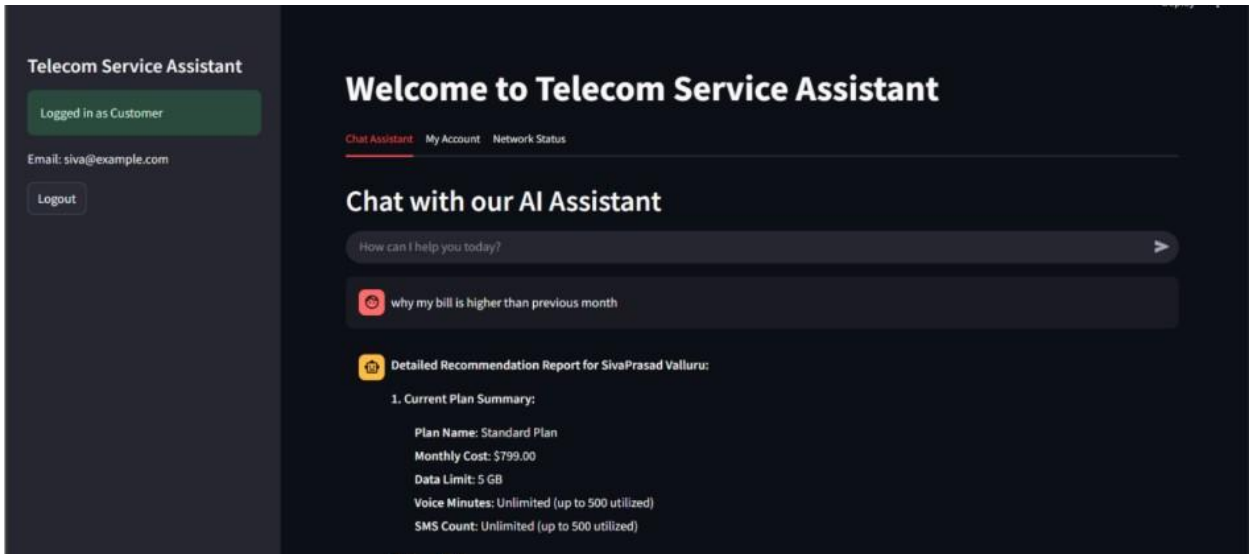 Telecom Service Assistant
Logged in as Customer
Email: siva@example.com
Logout
Welcome to Telecom Service Assistant
Chat Assistant My Account Network Status
Chat with our AI Assistant
How can I help you today?
why my bill is higher than previous month
Detailed Recommendation Report for SivaPrasad Valluru:
1. Current Plan Summary:
Plan Name: Standard Plan
Monthly Cost: $799.00
Data Limit: 5 GB
Voice Minutes: Unlimited (up to 500 utilized)
SMS Count: Unlimited (up to 500 utilized)